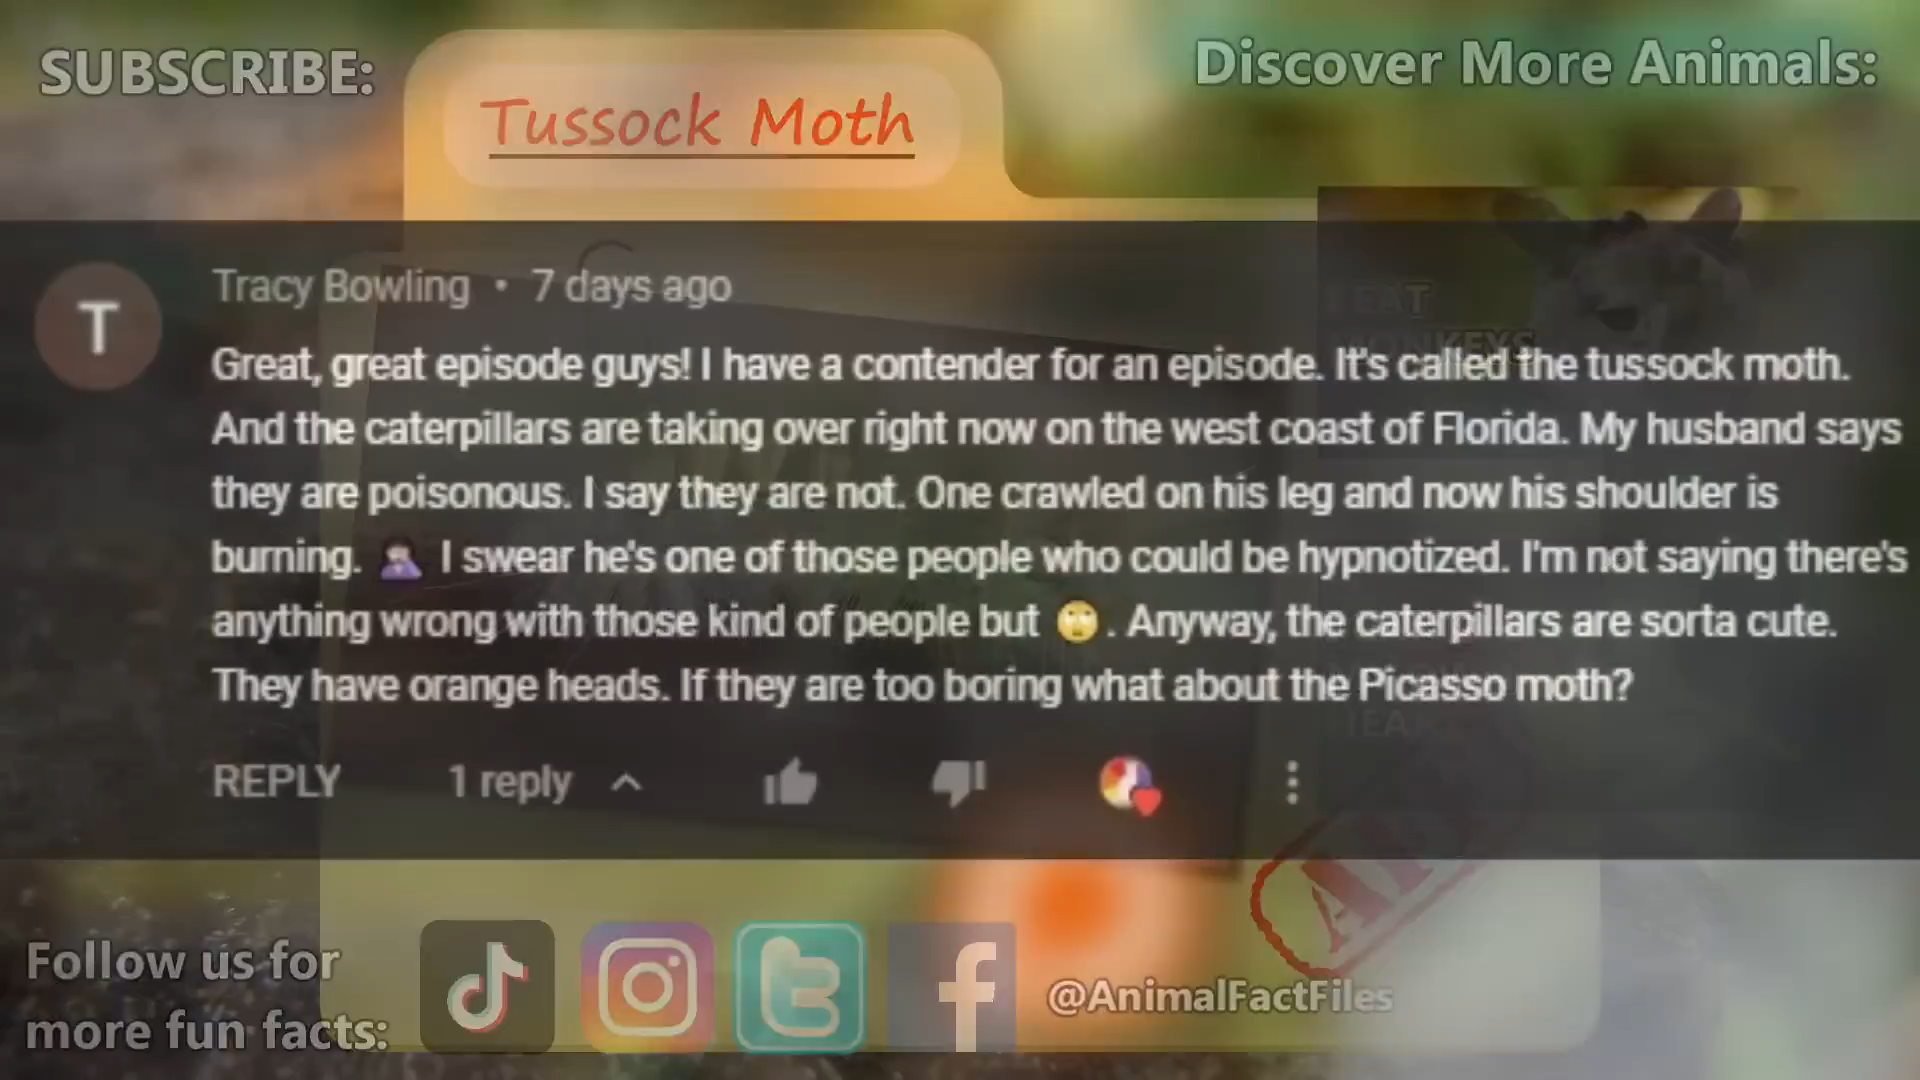 SUBSCRIBE:
Tussock Moth
Discover More Animals:
T
Tracy Bowling • 7 days ago
Great, great episode guys! I have a contender for an episode. It's called the tussock moth.
And the caterpillars are taking over right now on the west coast of Florida. My husband says
they are poisonous. I say they are not. One crawled on his leg and now his shoulder is
burning. 🤦🏻‍♀️ I swear he's one of those people who could be hypnotized. I'm not saying there's
anything wrong with those kind of people but 🙄. Anyway, the caterpillars are sorta cute.
They have orange heads. If they are too boring what about the Picasso moth?
REPLY 1 reply
EAT
Follow us for
more fun facts:
@AnimalFactFiles